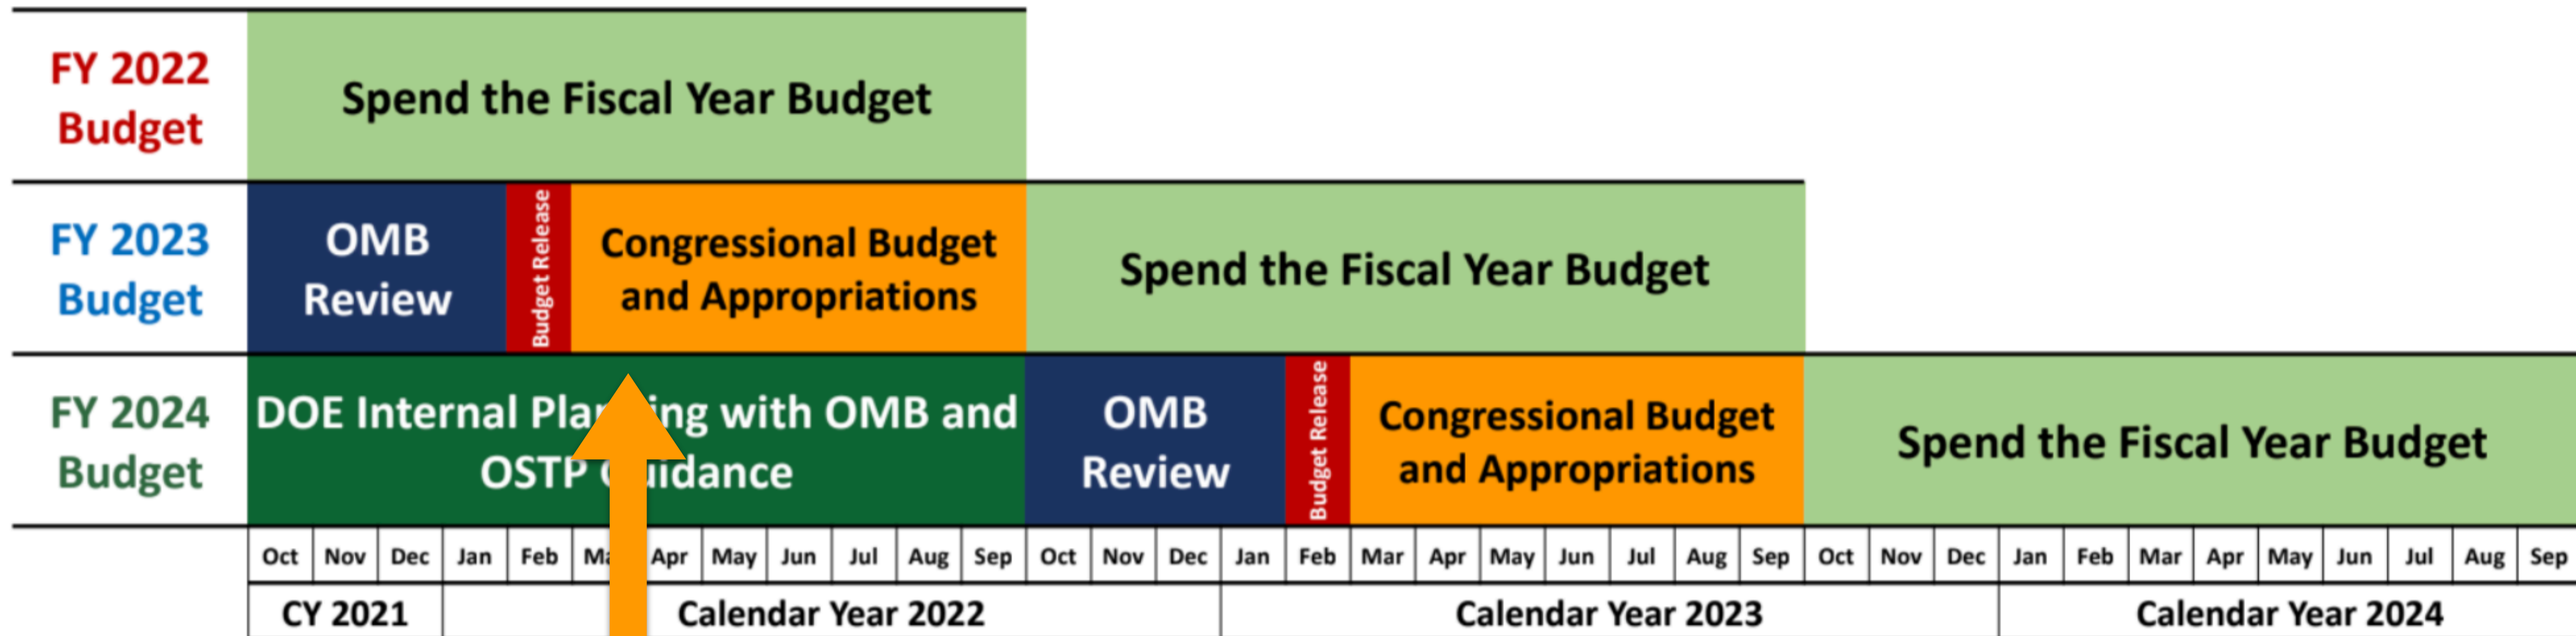 FY 2022
Budget
Spend the Fiscal Year Budget
FY 2023
Budget
OMB
Review
Budget Release
Congressional Budget
and Appropriations
Spend the Fiscal Year Budget
FY 2024
Budget
DOE Internal Planning with OMB and
OSTP Guidance
OMB
Review
Budget Release
Congressional Budget
and Appropriations
Spend the Fiscal Year Budget
Oct Nov Dec Jan Feb Mar Apr May Jun Jul Aug Sep Oct Nov Dec Jan Feb Mar Apr May Jun Jul Aug Sep Oct Nov Dec Jan Feb Mar Apr May Jun Jul Aug Sep
CY 2021 Calendar Year 2022 Calendar Year 2023 Calendar Year 2024